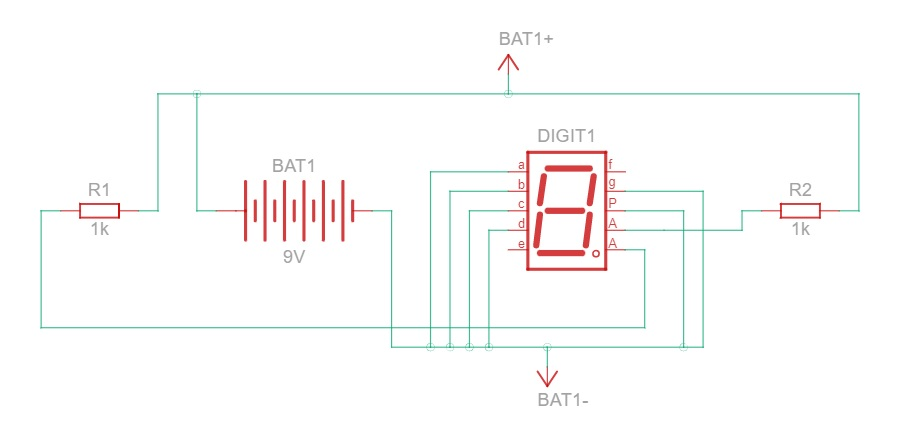 BAT1+
DIGIT1
BAT1
R1
R2
1k
9V
1k
a
b
c
d
e
f
g
P
A
A
BAT1-